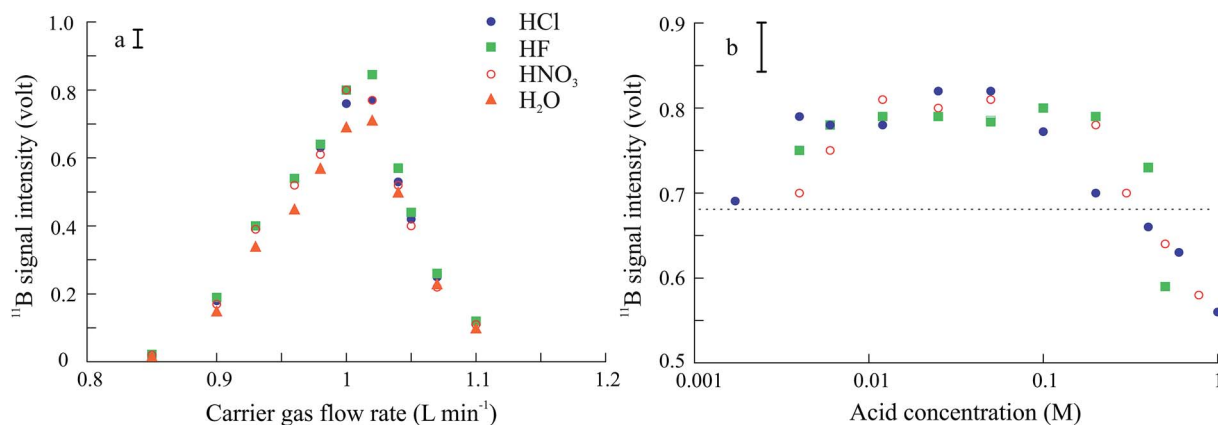 a
HCl
HF
HNO₃
H₂O
1.0
0.8
0.6
0.4
0.2
0
¹¹B signal intensity (volt)
0.8 0.9 1 1.1 1.2
Carrier gas flow rate (L min⁻¹)
b
0.9
0.8
0.7
0.6
0.5
¹¹B signal intensity (volt)
0.001 0.01 0.1 1
Acid concentration (M)